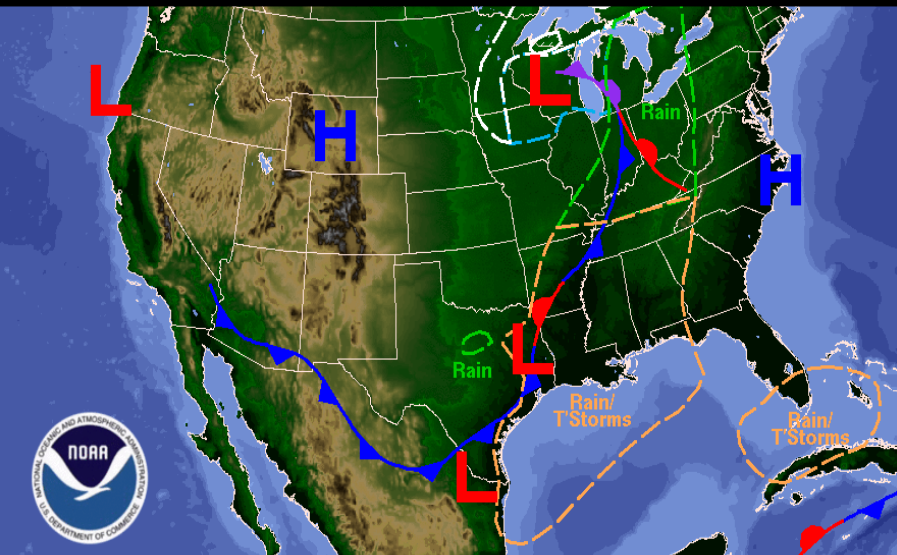 L
L
H
Rain
H
L
Rain
Rain/
T'Storms
Rain/
T'Storms
L
NATIONAL OCEANIC AND ATMOSPHERIC ADMINISTRATION
NOAA
U.S. DEPARTMENT OF COMMERCE